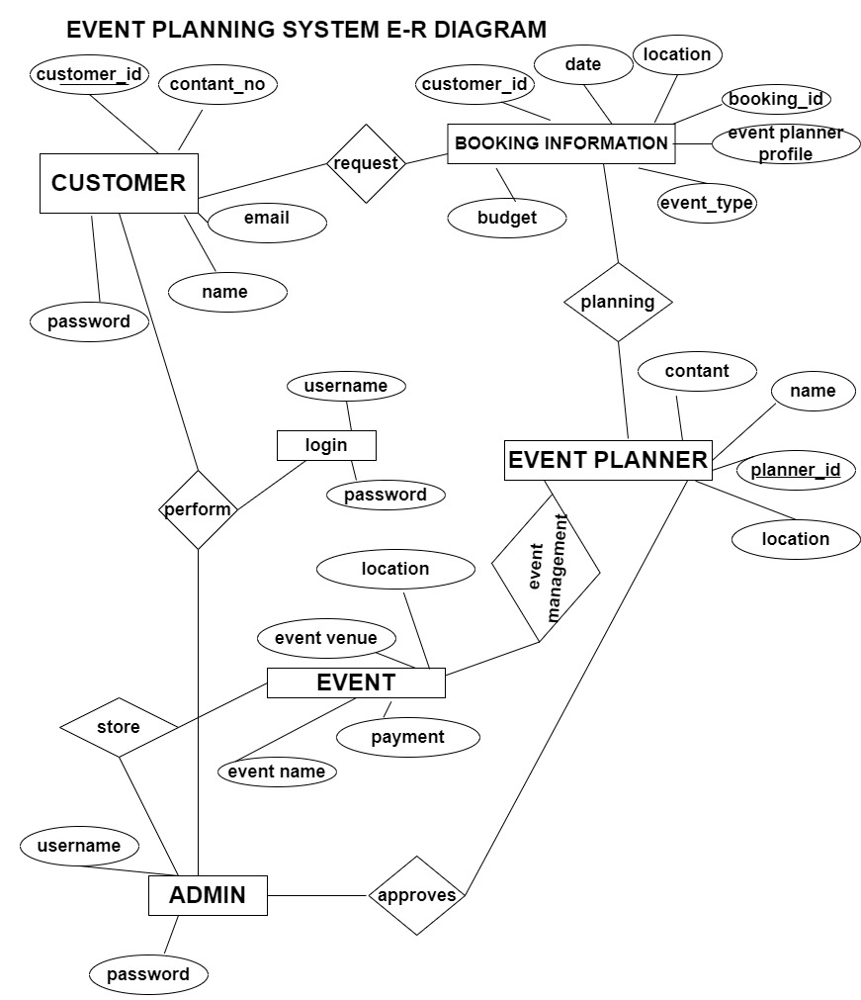 EVENT PLANNING SYSTEM E-R DIAGRAM
customer_id
contant_no
customer_id
date
location
booking_id
event planner
profile
BOOKING INFORMATION
request
CUSTOMER
email
budget
event_type
name
password
planning
contant
name
username
login
password
EVENT PLANNER
planner_id
location
perform
event
management
location
event venue
EVENT
store
payment
event name
username
ADMIN
approves
password